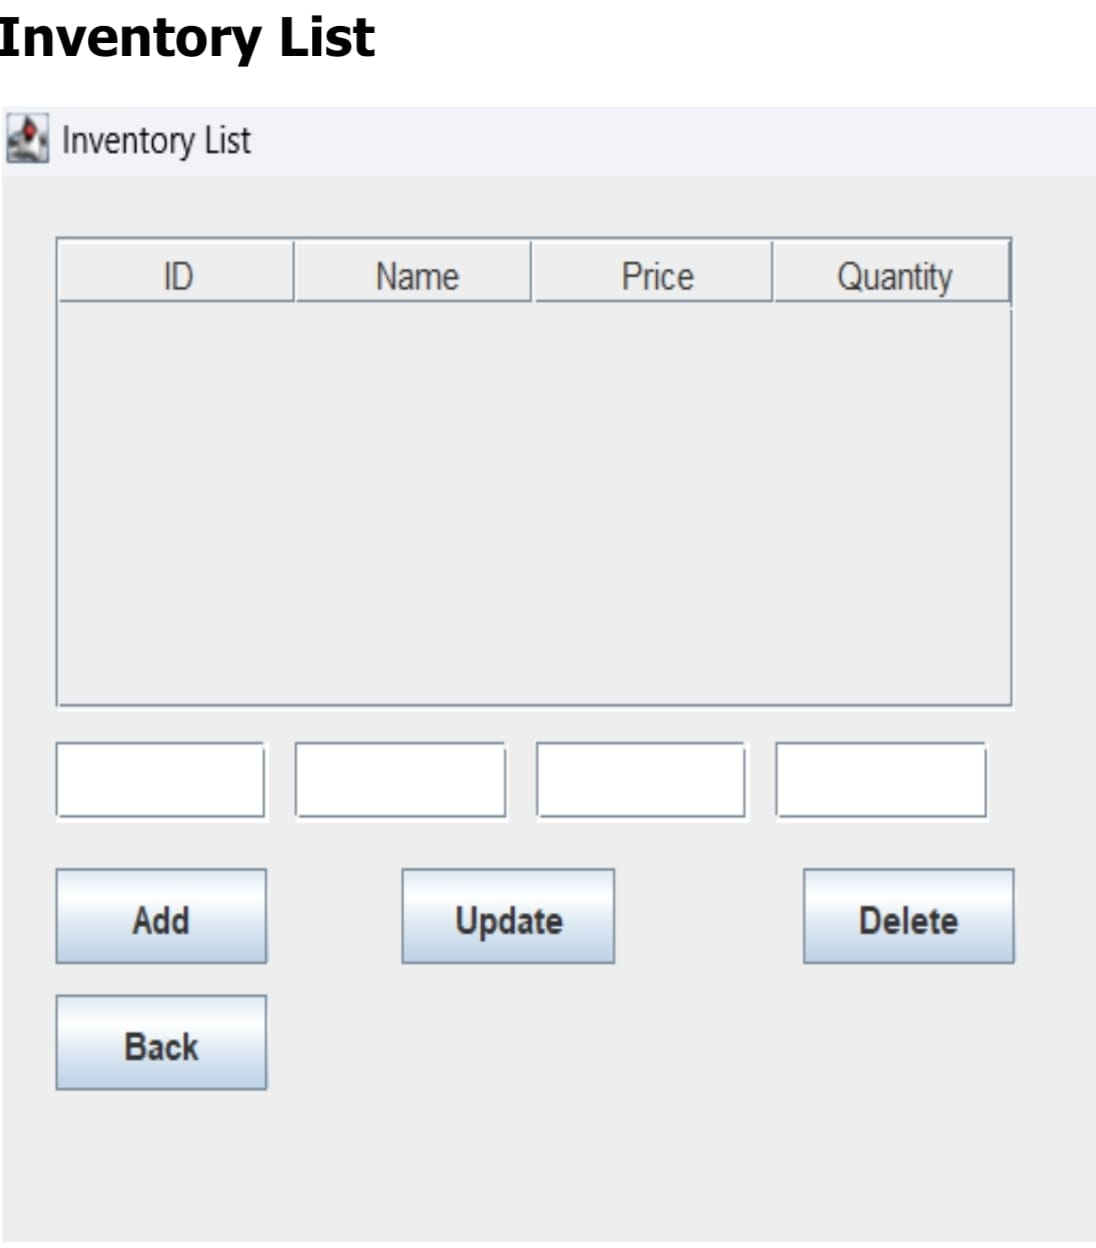 Inventory List
Inventory List
ID Name Price Quantity
Add Update Delete
Back